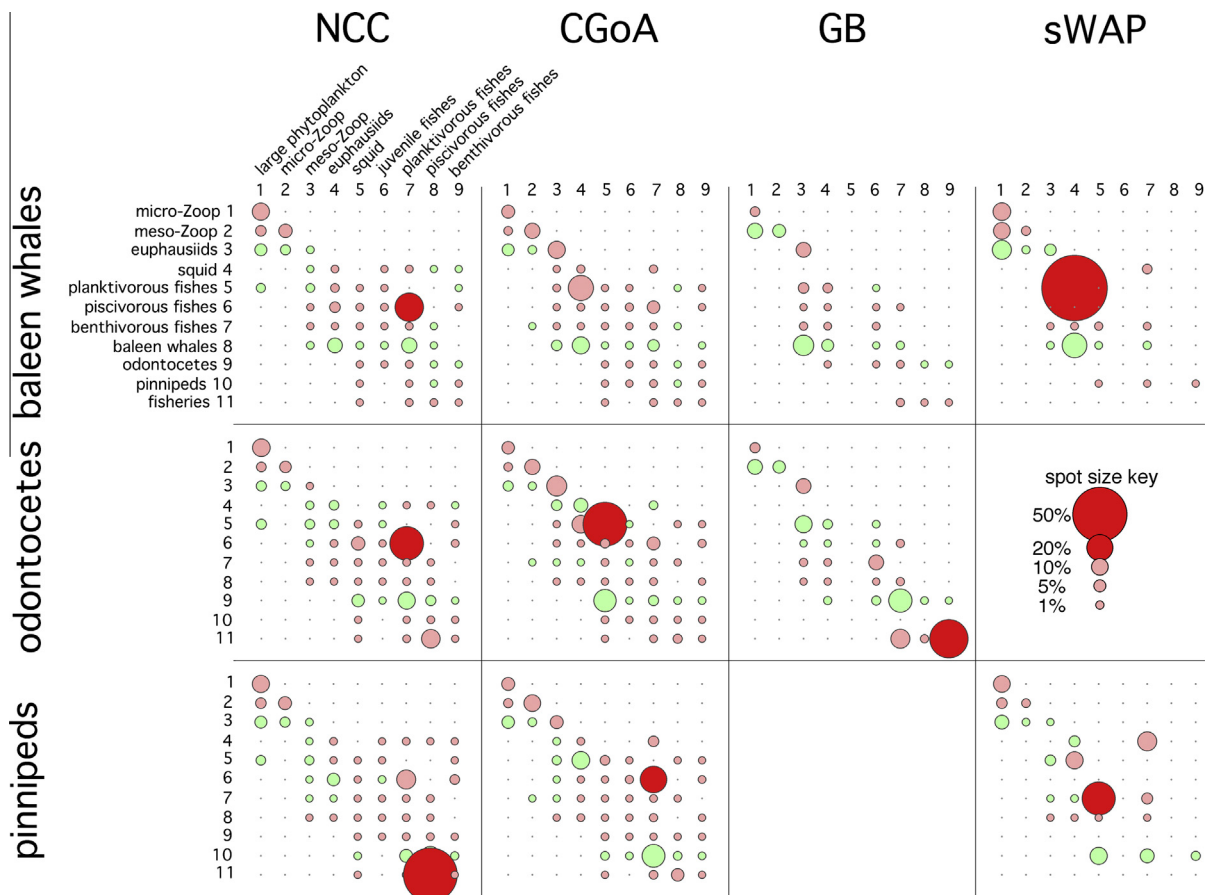 NCC CGoA GB sWAP
large phytoplankton
micro-Zoop
meso-Zoop
euphausiids
squid
juvenile fishes
planktivorous fishes
piscivorous fishes
benthivorous fishes
1 2 3 4 5 6 7 8 9 1 2 3 4 5 6 7 8 9 1 2 3 4 5 6 7 8 9 1 2 3 4 5 7 9
baleen whales
micro-Zoop 1
meso-Zoop 2
euphausiids 3
squid 4
planktivorous fishes 5
piscivorous fishes 6
benthivorous fishes 7
baleen whales 8
odontocetes 9
pinnipeds 10
fisheries 11
odontocetes
1
2
3
4
5
6
7
8
9
10
11
spot size key
50%
20%
10%
5%
1%
pinnipeds
1
2
3
4
5
6
7
8
9
10
11